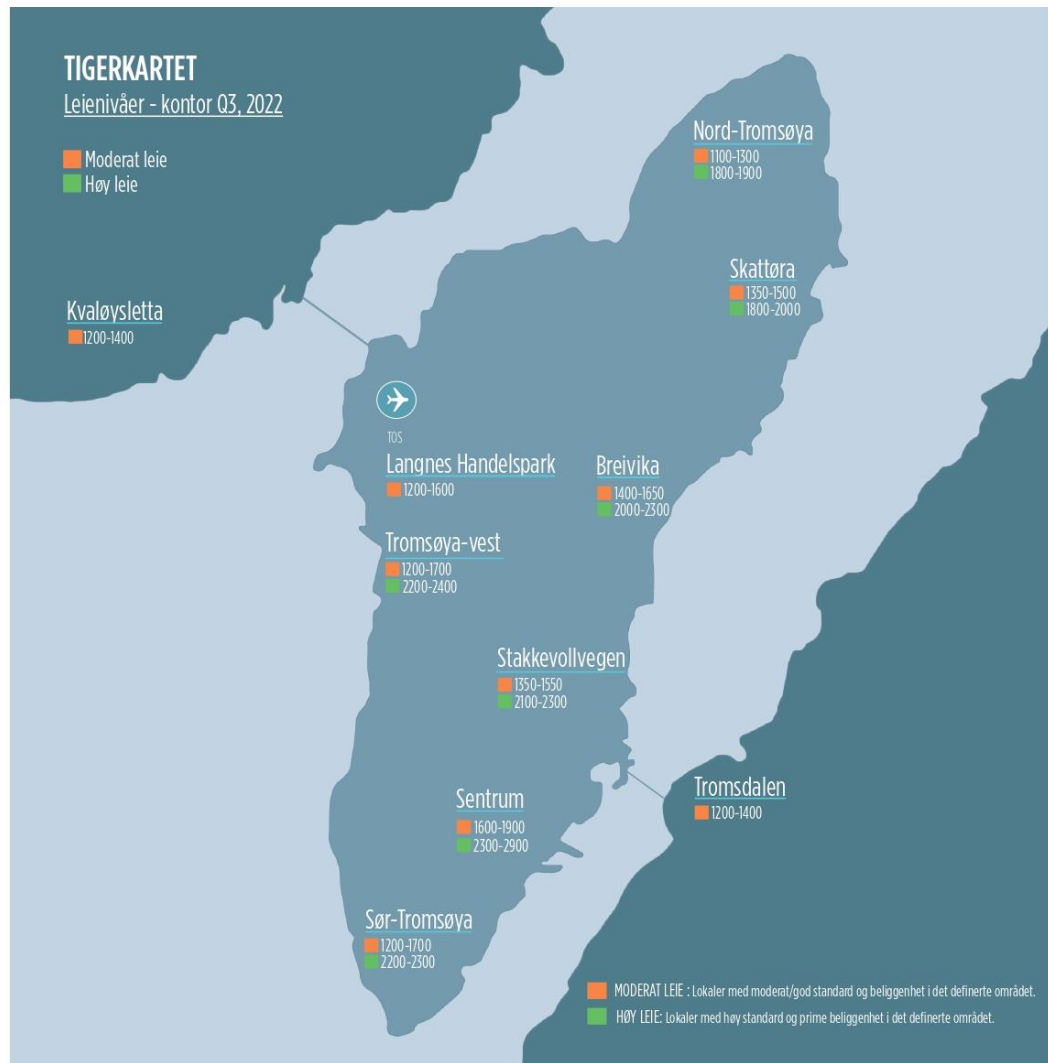 TIGERKARTET
Leienivåer - kontor Q3, 2022
Moderat leie
Høy leie
Nord-Tromsøya
1100-1300
1800-1900
Skattøra
1350-1500
1800-2000
Kvaløysletta
1200-1400
TOS
Langnes Handelspark
1200-1600
Breivika
1400-1650
2000-2300
Tromsøya-vest
1200-1700
2200-2400
Stakkevollvegen
1350-1550
2100-2300
Tromsdalen
1200-1400
Sentrum
1600-1900
2300-2900
Sør-Tromsøya
1200-1700
2200-2300
MODERAT LEIE : Lokaler med moderat/god standard og beliggenhet i det definerte området.
HØY LEIE: Lokaler med høy standard og prime beliggenhet i det definerte området.